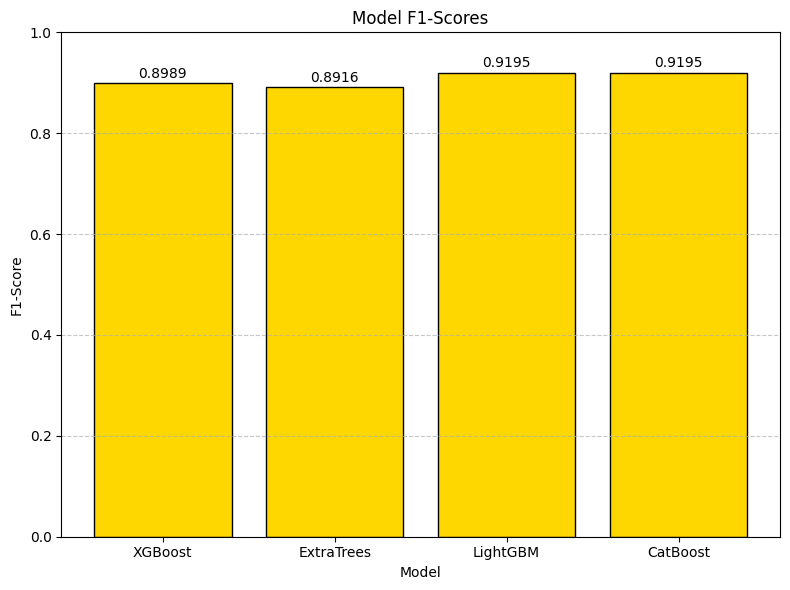 Model F1-Scores
1.0
0.8
0.6
0.4
0.2
0.0
F1-Score
0.8989
0.8916
0.9195
0.9195
XGBoost
ExtraTrees
LightGBM
CatBoost
Model